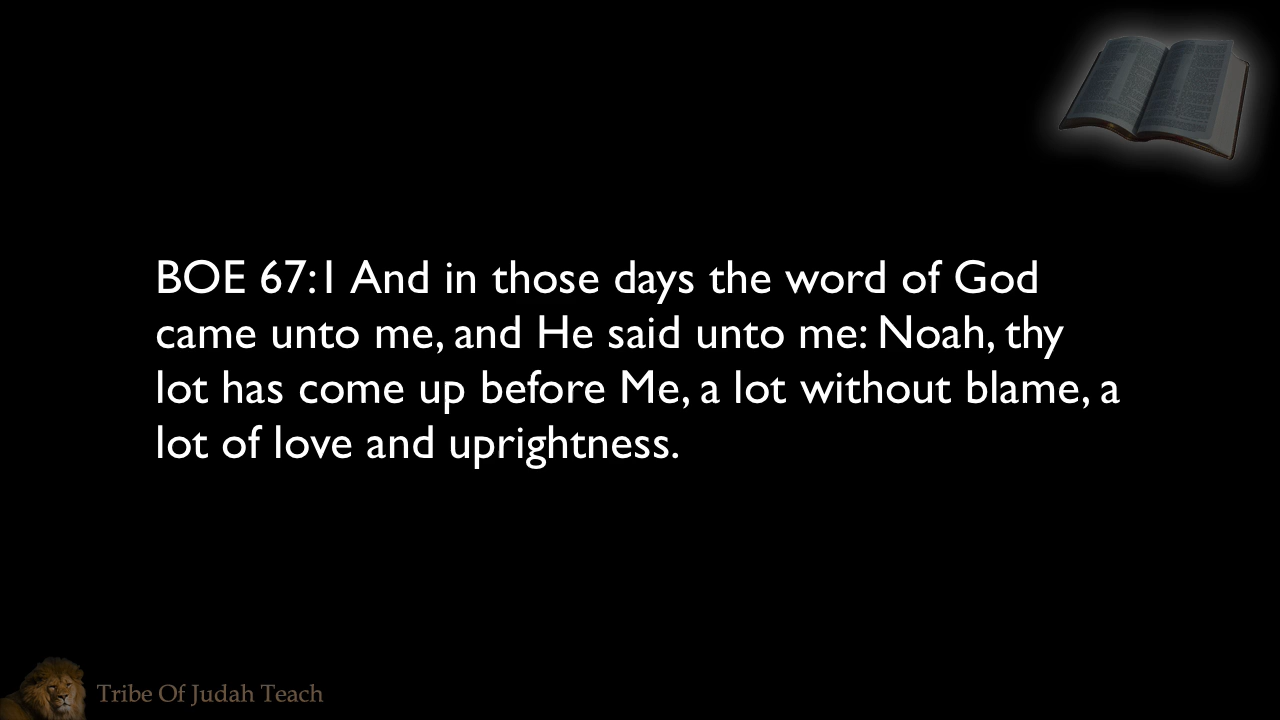 BOE 67:1 And in those days the word of God
came unto me, and He said unto me: Noah, thy
lot has come up before Me, a lot without blame, a
lot of love and uprightness.
Tribe Of Judah Teach